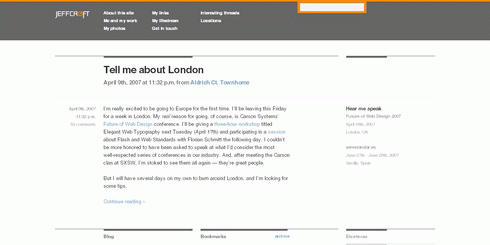 JEFFCROFT
About this site
Me and my work
My photos
My links
My lifestream
Get in touch
Interesting threads
Locations
Tell me about London
April 9th, 2007 at 11:32 p.m. from Aldrich Ct. Townhome
April 9th, 2007
11:32 p.m.
I'm really excited to be going to Europe for the first time. I'll be leaving this Friday
for a week in London. My real reason for going, of course, is Carson Systems'
Future of Web Design conference. I'll be giving a three-hour workshop titled
Elegant Web Typography next Tuesday (April 17th) and participating in a session
about Flash and Web Standards with Florian Schmitt the following day. I couldn't
be more honored to have been asked to speak at what I'd consider the most
well-respected series of conferences in our industry. And, after meeting the Carson
clan at SXSW, I'm stoked to see them all again — they're great people.
But I will have several days on my own to bum around London, and I'm looking for
some tips.
Continue reading »
Hear me speak
Future of Web Design 2007
April 18th, 2007
London, UK
June 27th - June 29th, 2007
Seville, Spain
Blog
Bookmarks
archive
Elsewhere